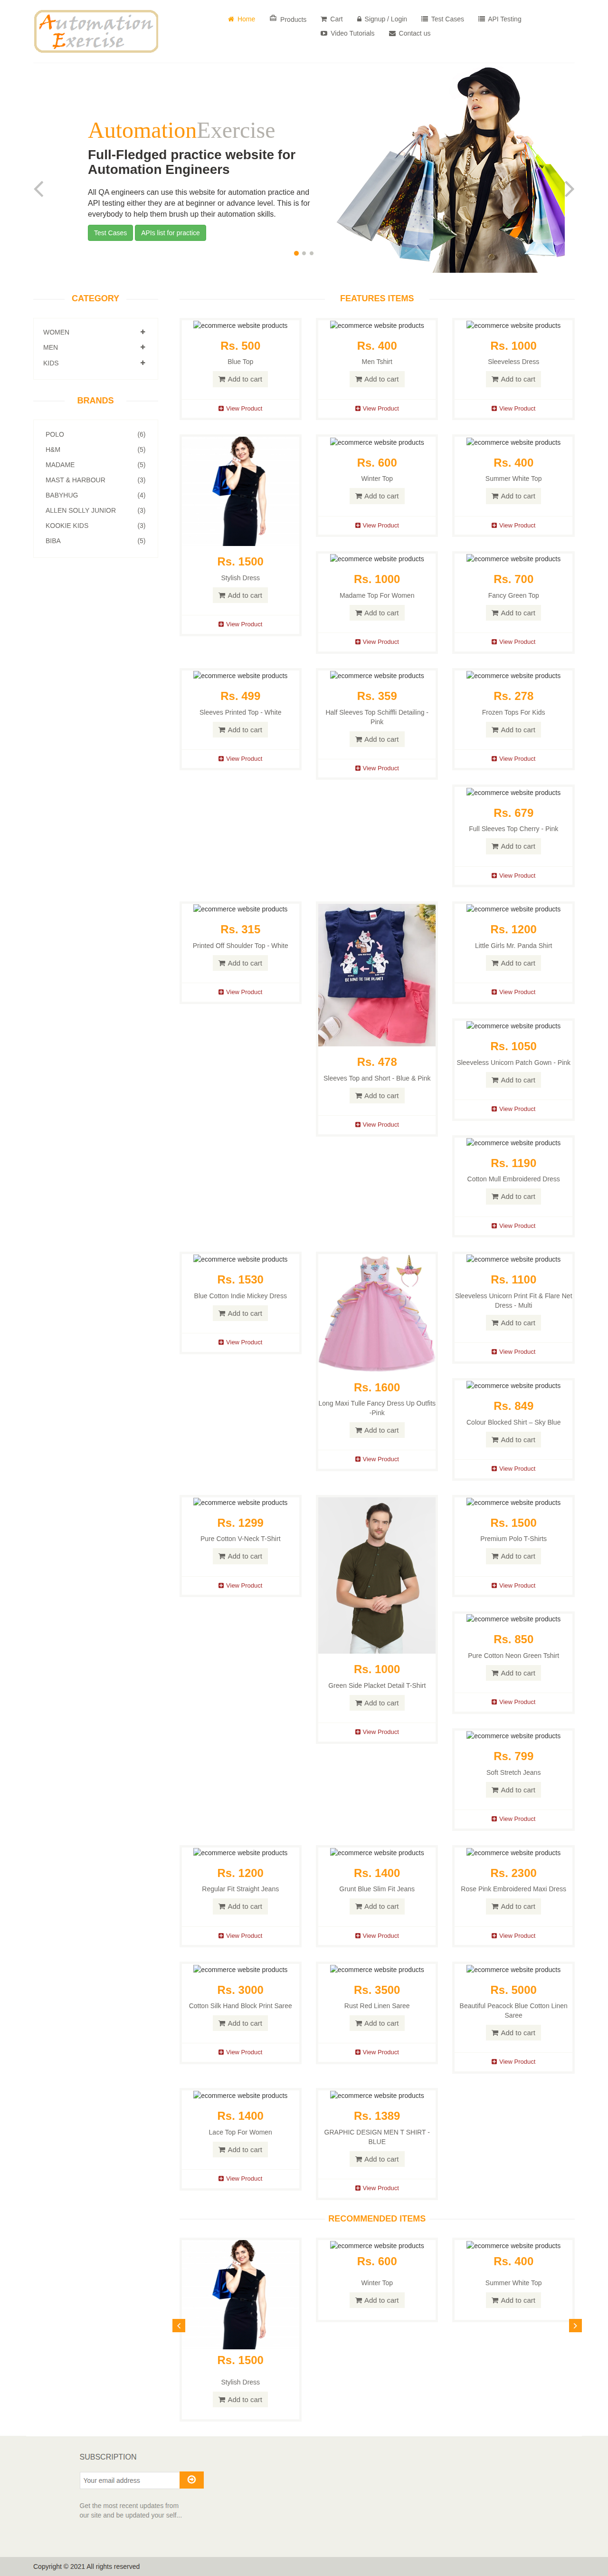 Automation
Exercise
Home
Products
Cart
Signup / Login
Test Cases
API Testing
Video Tutorials
Contact us
AutomationExercise
Full-Fledged practice website for
Automation Engineers
All QA engineers can use this website for automation practice and
API testing either they are at beginner or advance level. This is for
everybody to help them brush up their automation skills.
Test Cases
APIs list for practice
CATEGORY
WOMEN
MEN
KIDS
BRANDS
POLO (6)
H&M (5)
MADAME (5)
MAST & HARBOUR (3)
BABYHUG (4)
ALLEN SOLLY JUNIOR (3)
KOOKIE KIDS (3)
BIBA (5)
FEATURES ITEMS
ecommerce website products
Rs. 500
Blue Top
Add to cart
View Product
ecommerce website products
Rs. 400
Men Tshirt
Add to cart
View Product
ecommerce website products
Rs. 1000
Sleeveless Dress
Add to cart
View Product
Rs. 1500
Stylish Dress
Add to cart
View Product
ecommerce website products
Rs. 600
Winter Top
Add to cart
View Product
ecommerce website products
Rs. 400
Summer White Top
Add to cart
View Product
ecommerce website products
Rs. 1000
Madame Top For Women
Add to cart
View Product
ecommerce website products
Rs. 700
Fancy Green Top
Add to cart
View Product
ecommerce website products
Rs. 499
Sleeves Printed Top - White
Add to cart
View Product
ecommerce website products
Rs. 359
Half Sleeves Top Schiffli Detailing -
Pink
Add to cart
View Product
ecommerce website products
Rs. 278
Frozen Tops For Kids
Add to cart
View Product
ecommerce website products
Rs. 679
Full Sleeves Top Cherry - Pink
Add to cart
View Product
ecommerce website products
Rs. 315
Printed Off Shoulder Top - White
Add to cart
View Product
BE KIND TO THE PLANET
Rs. 478
Sleeves Top and Short - Blue & Pink
Add to cart
View Product
ecommerce website products
Rs. 1200
Little Girls Mr. Panda Shirt
Add to cart
View Product
ecommerce website products
Rs. 1050
Sleeveless Unicorn Patch Gown - Pink
Add to cart
View Product
ecommerce website products
Rs. 1190
Cotton Mull Embroidered Dress
Add to cart
View Product
ecommerce website products
Rs. 1530
Blue Cotton Indie Mickey Dress
Add to cart
View Product
Rs. 1600
Long Maxi Tulle Fancy Dress Up Outfits
-Pink
Add to cart
View Product
ecommerce website products
Rs. 1100
Sleeveless Unicorn Print Fit & Flare Net
Dress - Multi
Add to cart
View Product
ecommerce website products
Rs. 849
Colour Blocked Shirt – Sky Blue
Add to cart
View Product
ecommerce website products
Rs. 1299
Pure Cotton V-Neck T-Shirt
Add to cart
View Product
Rs. 1000
Green Side Placket Detail T-Shirt
Add to cart
View Product
ecommerce website products
Rs. 1500
Premium Polo T-Shirts
Add to cart
View Product
ecommerce website products
Rs. 850
Pure Cotton Neon Green Tshirt
Add to cart
View Product
ecommerce website products
Rs. 799
Soft Stretch Jeans
Add to cart
View Product
ecommerce website products
Rs. 1200
Regular Fit Straight Jeans
Add to cart
View Product
ecommerce website products
Rs. 1400
Grunt Blue Slim Fit Jeans
Add to cart
View Product
ecommerce website products
Rs. 2300
Rose Pink Embroidered Maxi Dress
Add to cart
View Product
ecommerce website products
Rs. 3000
Cotton Silk Hand Block Print Saree
Add to cart
View Product
ecommerce website products
Rs. 3500
Rust Red Linen Saree
Add to cart
View Product
ecommerce website products
Rs. 5000
Beautiful Peacock Blue Cotton Linen
Saree
Add to cart
View Product
ecommerce website products
Rs. 1400
Lace Top For Women
Add to cart
View Product
ecommerce website products
Rs. 1389
GRAPHIC DESIGN MEN T SHIRT -
BLUE
Add to cart
View Product
RECOMMENDED ITEMS
Rs. 1500
Stylish Dress
Add to cart
ecommerce website products
Rs. 600
Winter Top
Add to cart
ecommerce website products
Rs. 400
Summer White Top
Add to cart
SUBSCRIPTION
Your email address
Get the most recent updates from
our site and be updated your self...
Copyright © 2021 All rights reserved